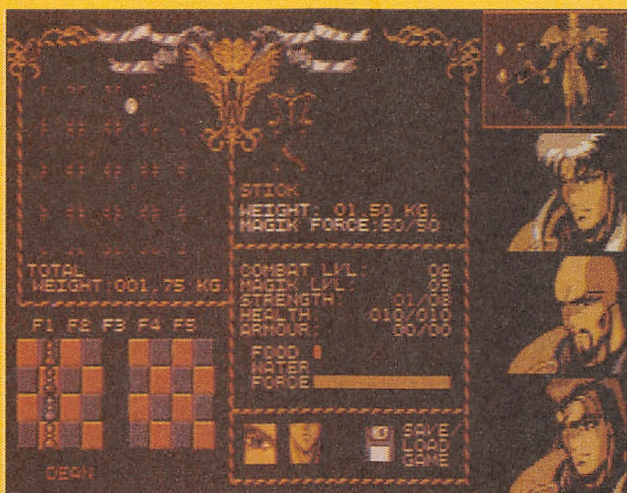 STICK
WEIGHT: 01.50 KG
MAGIK FORCE:50/50
TOTAL
WEIGHT:001.75 KG
COMBAT LVL:
MAGIK LVL:
STRENGTH: 01/08
HEALTH: 010/010
ARMOUR: 00/00
FOOD
WATER
FORCE
F1 F2 F3 F4 F5
SAVE/
LOAD
GAME
DEAN